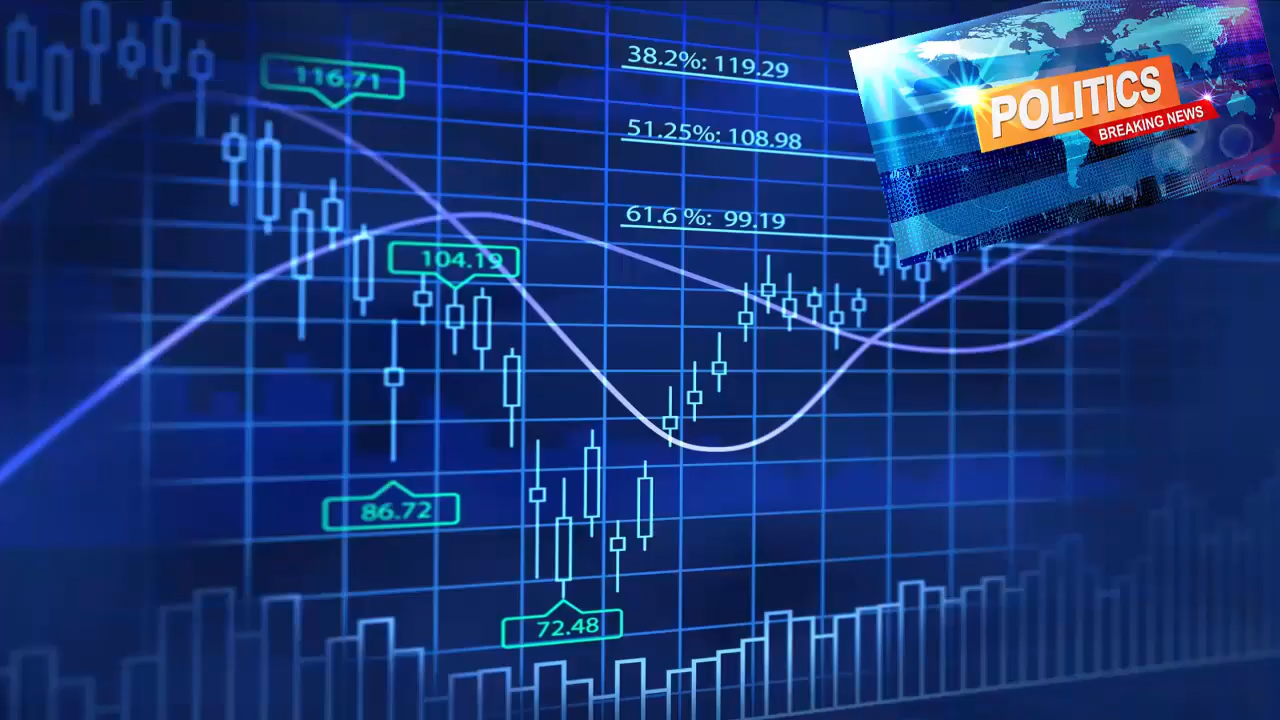 38.2%: 119.29
116.71
POLITICS
BREAKING NEWS
51.25%: 108.98
61.6 %: 99.19
104.19
86.72
72.48